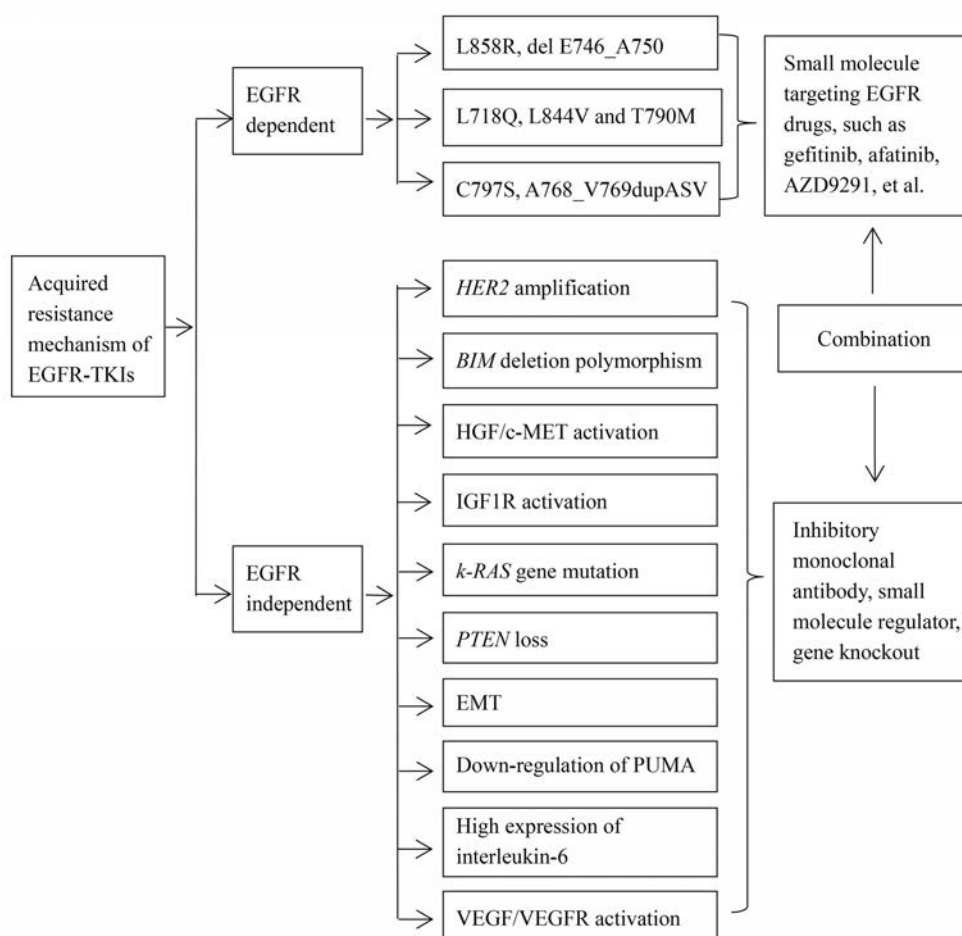 Acquired
resistance
mechanism of
EGFR-TKIs
EGFR
dependent
L858R, del E746_A750
L718Q, L844V and T790M
C797S, A768_V769dupASV
Small molecule
targeting EGFR
drugs, such as
gefitinib, afatinib,
AZD9291, et al.
Combination
EGFR
independent
HER2 amplification
BIM deletion polymorphism
HGF/c-MET activation
IGF1R activation
k-RAS gene mutation
PTEN loss
EMT
Down-regulation of PUMA
High expression of
interleukin-6
VEGF/VEGFR activation
Inhibitory
monoclonal
antibody, small
molecule regulator,
gene knockout